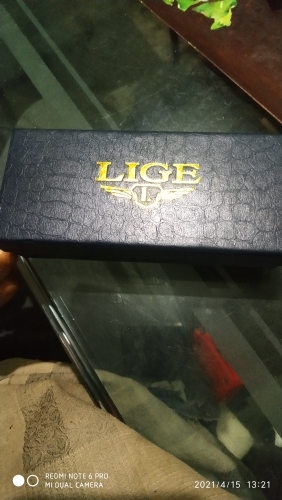 LIGE
L
REDMI NOTE 6 PRO
MI DUAL CAMERA
2021/4/15 13:21